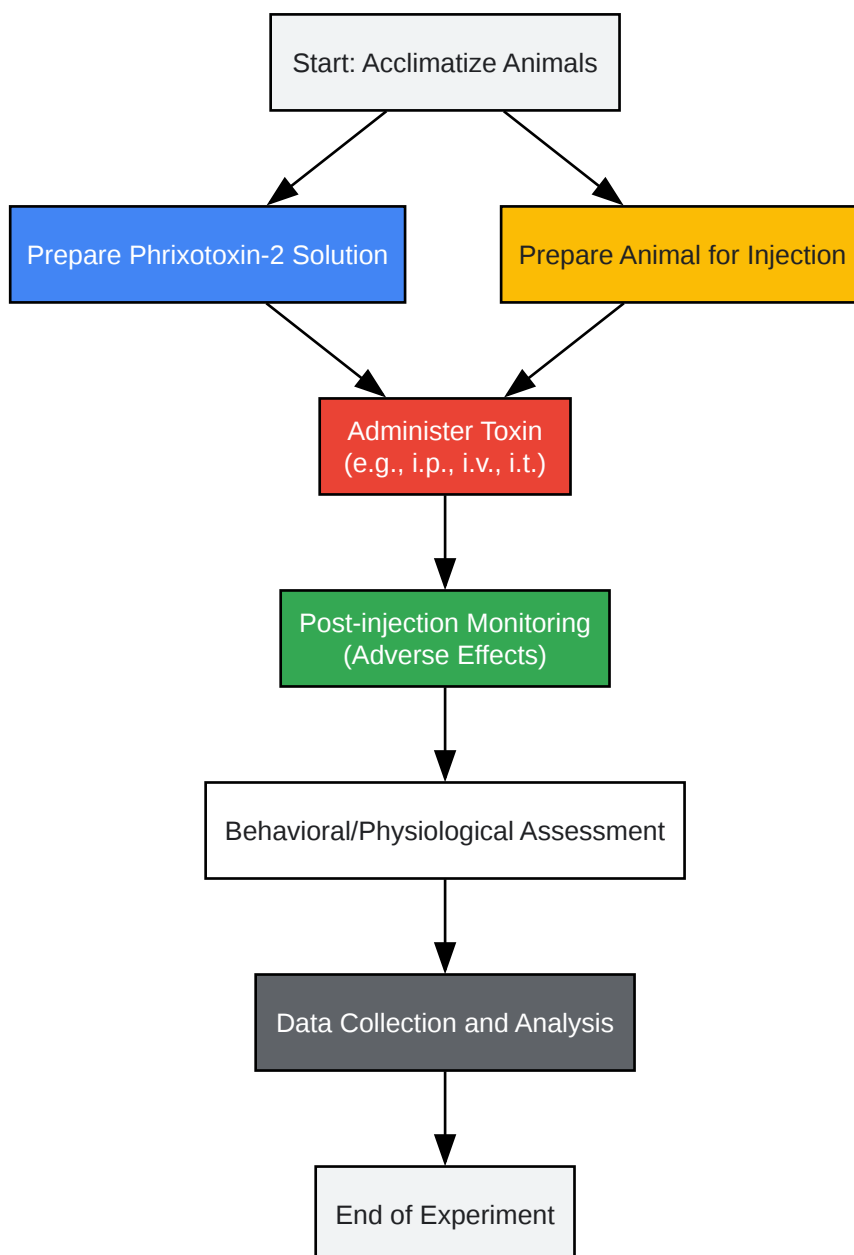 Start: Acclimatize Animals
Prepare Phrixotoxin-2 Solution
Prepare Animal for Injection
Administer Toxin
(e.g., i.p., i.v., i.t.)
Post-injection Monitoring
(Adverse Effects)
Behavioral/Physiological Assessment
Data Collection and Analysis
End of Experiment